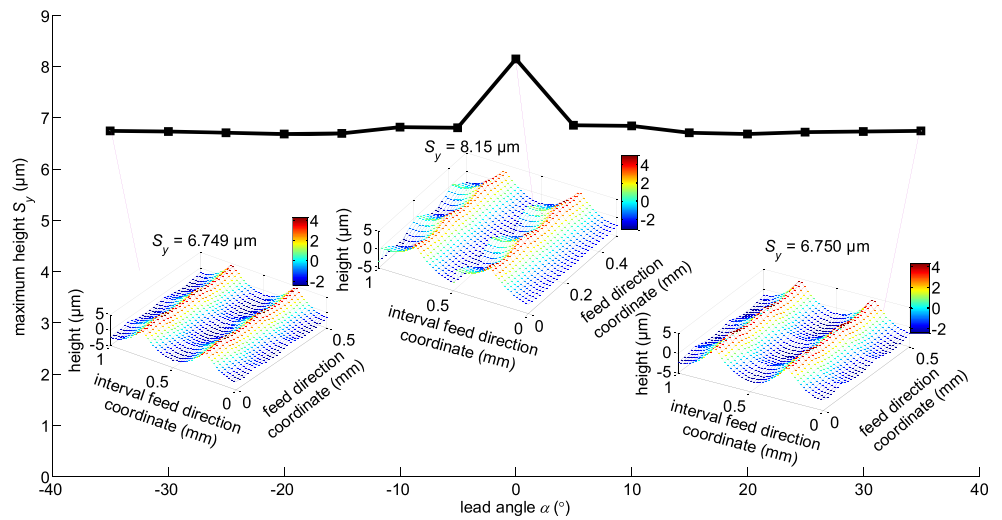 9
8
7
6
5
4
3
2
1
0
maximum height Sy (µm)
-40
-30
-20
-10
0
10
20
30
40
lead angle α (°)
Sy = 6.749 µm
4
2
0
-2
5
0
-5
height (µm)
1
0.5
0
interval feed direction
coordinate (mm)
0
0.5
feed direction
coordinate (mm)
Sy = 8.15 µm
4
2
0
-2
5
0
-5
height (µm)
1
0.5
0
interval feed direction
coordinate (mm)
0
0.2
0.4
feed direction
coordinate (mm)
Sy = 6.750 µm
4
2
0
-2
5
0
-5
height (µm)
1
0.5
0
interval feed direction
coordinate (mm)
0
0.5
feed direction
coordinate (mm)